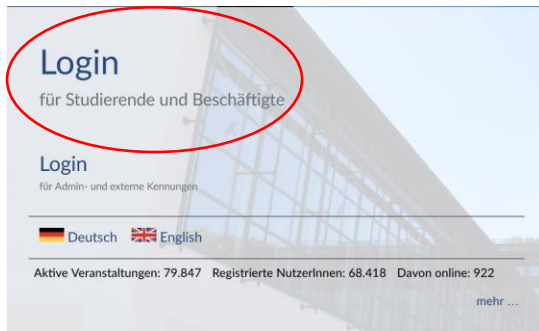 Login
für Studierende und Beschäftigte
Login
für Admin- und externe Kennungen
Deutsch English
Aktive Veranstaltungen: 79.847 Registrierte NutzerInnen: 68.418 Davon online: 922
mehr ...